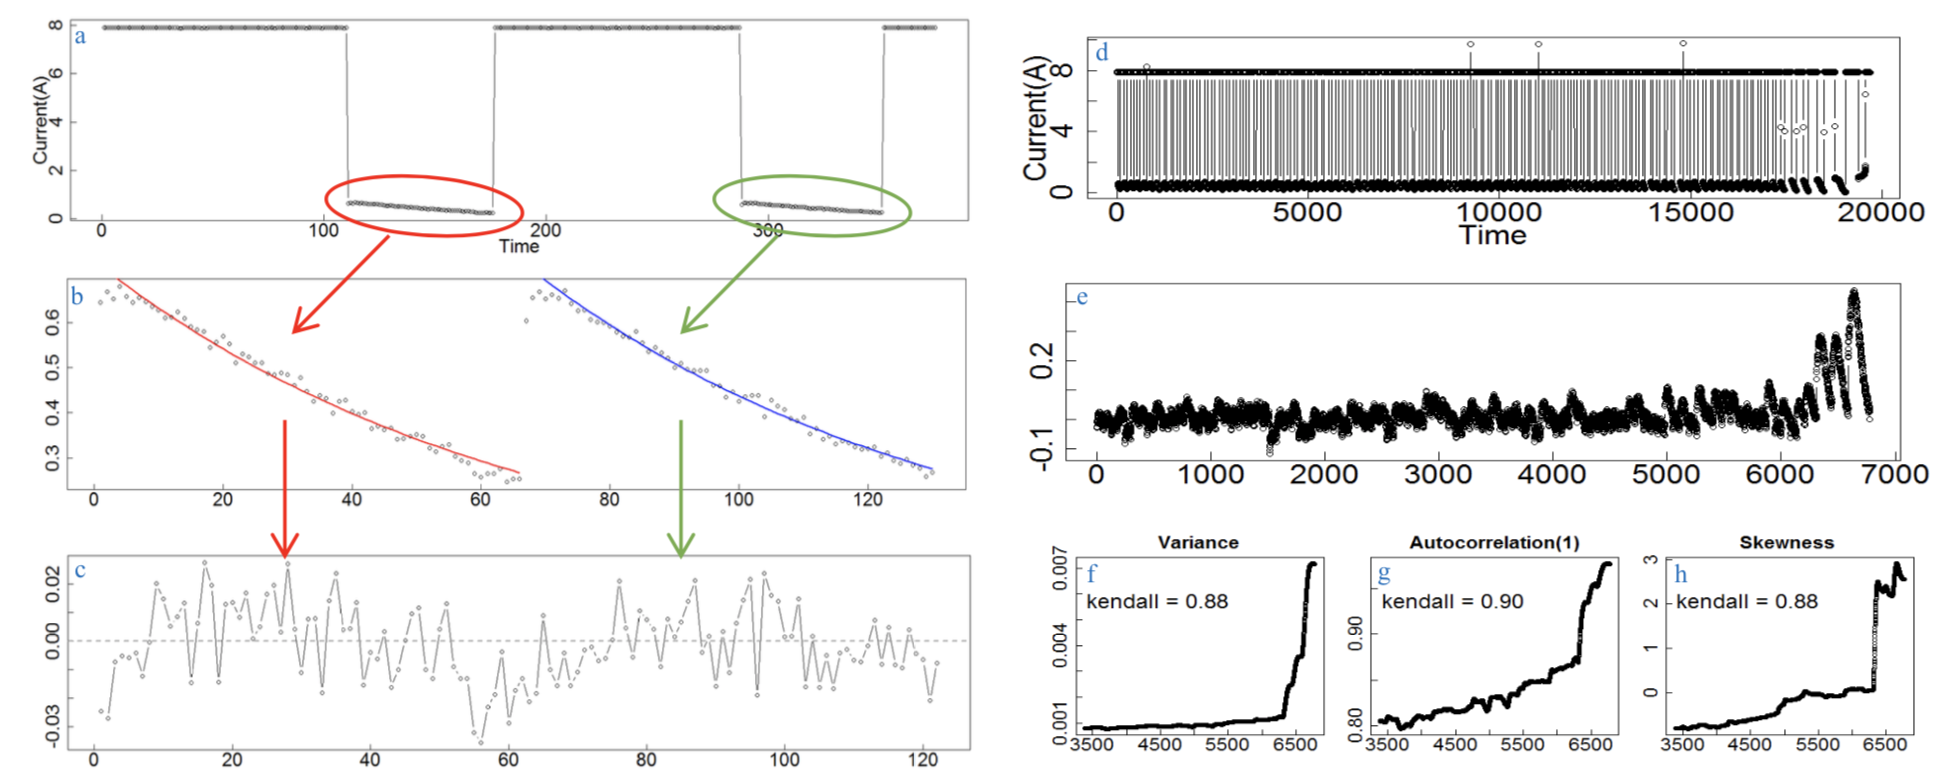 a
8
6
4
2
0
Current(A)
0 100 200 300
Time
b
0.6
0.5
0.4
0.3
0 20 40 60 80 100 120
c
0.02
0.00
-0.03
0 20 40 60 80 100 120
d
8
4
0
Current(A)
0 5000 10000 15000 20000
Time
e
0.2
-0.1
0 1000 2000 3000 4000 5000 6000 7000
Variance
f
kendall = 0.88
0.007
0.004
0.001
3500 4500 5500 6500
Autocorrelation(1)
g
kendall = 0.90
0.90
0.80
3500 4500 5500 6500
Skewness
h
kendall = 0.88
3
2
1
0
3500 4500 5500 6500